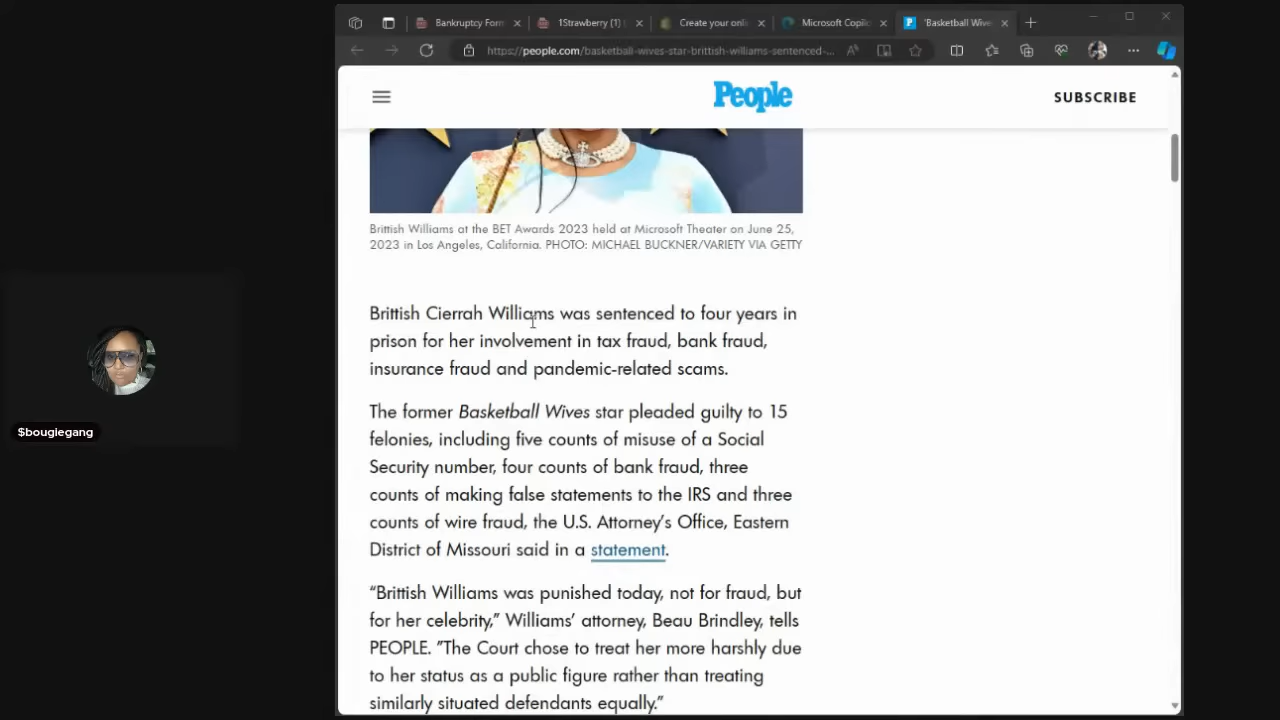 Bankruptcy Form
1Strawberry (1)
Create your onli
Microsoft Copilo
'Basketball Wive
https://people.com/basketball-wives-star-brittish-williams-sentenced-...
People
SUBSCRIBE
Brittish Williams at the BET Awards 2023 held at Microsoft Theater on June 25,
2023 in Los Angeles, California. PHOTO: MICHAEL BUCKNER/VARIETY VIA GETTY
Brittish Cierrah Williams was sentenced to four years in
prison for her involvement in tax fraud, bank fraud,
insurance fraud and pandemic-related scams.
The former Basketball Wives star pleaded guilty to 15
felonies, including five counts of misuse of a Social
Security number, four counts of bank fraud, three
counts of making false statements to the IRS and three
counts of wire fraud, the U.S. Attorney's Office, Eastern
District of Missouri said in a statement.
"Brittish Williams was punished today, not for fraud, but
for her celebrity," Williams' attorney, Beau Brindley, tells
PEOPLE. "The Court chose to treat her more harshly due
to her status as a public figure rather than treating
similarly situated defendants equally."
$bougiegang